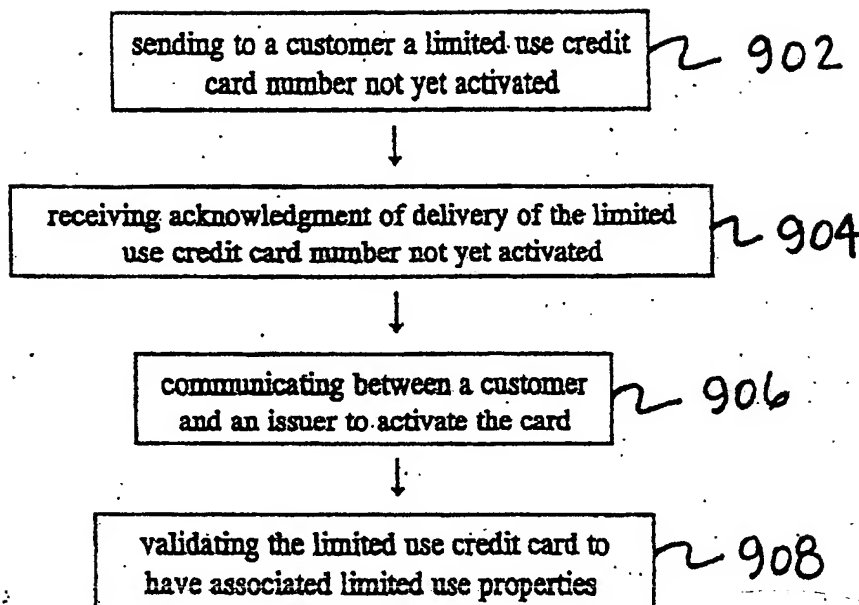 sending to a customer a limited use credit
card number not yet activated
902
receiving acknowledgment of delivery of the limited
use credit card number not yet activated
904
communicating between a customer
and an issuer to activate the card
906
validating the limited use credit card to
have associated limited use properties
908